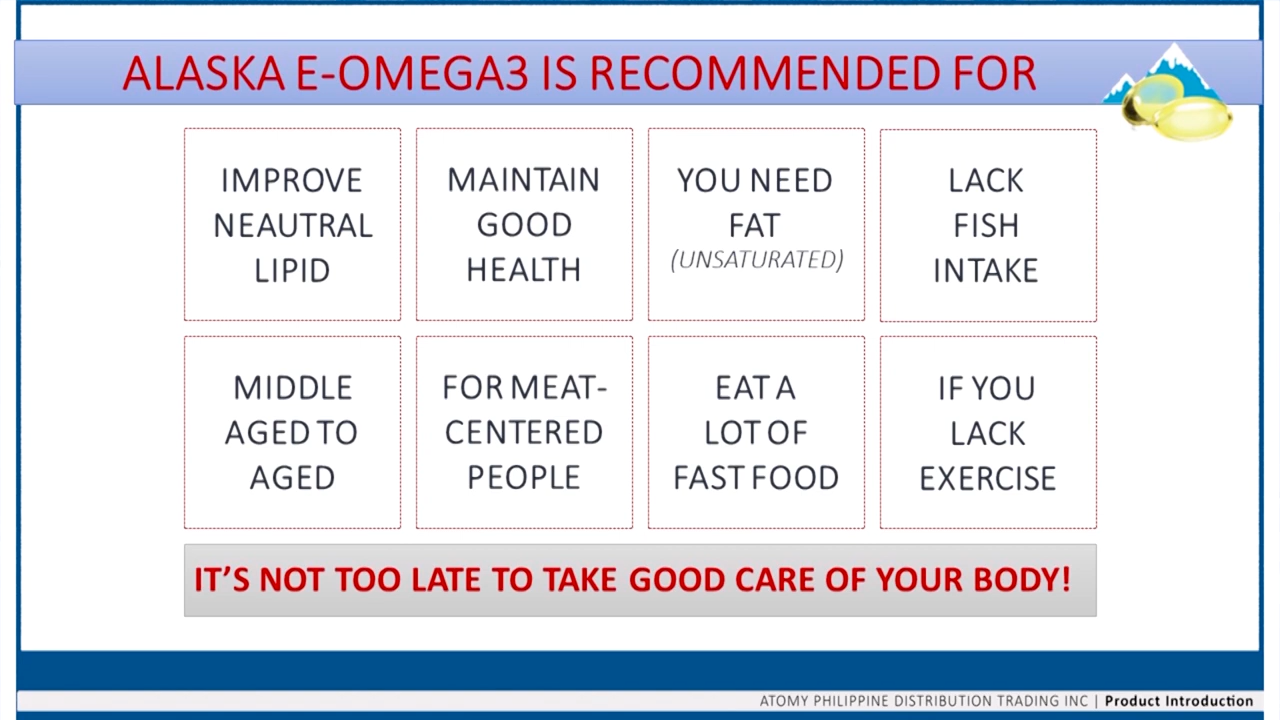 ALASKA E-OMEGA3 IS RECOMMENDED FOR
IMPROVE
NEAUTRAL
LIPID
MAINTAIN
GOOD
HEALTH
YOU NEED
FAT
(UNSATURATED)
LACK
FISH
INTAKE
MIDDLE
AGED TO
AGED
FOR MEAT-
CENTERED
PEOPLE
EAT A
LOT OF
FAST FOOD
IF YOU
LACK
EXERCISE
IT'S NOT TOO LATE TO TAKE GOOD CARE OF YOUR BODY!
ATOMY PHILIPPINE DISTRIBUTION TRADING INC | Product Introduction